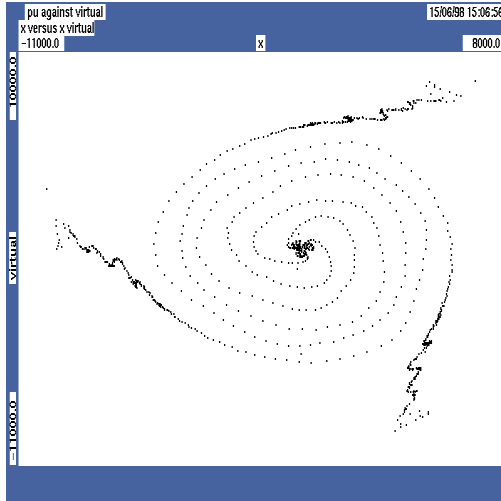 pu against virtual
15/06/98 15:06:56
x versus x virtual
-11000.0
x
8000.0
10000.0
virtual
-11000.0